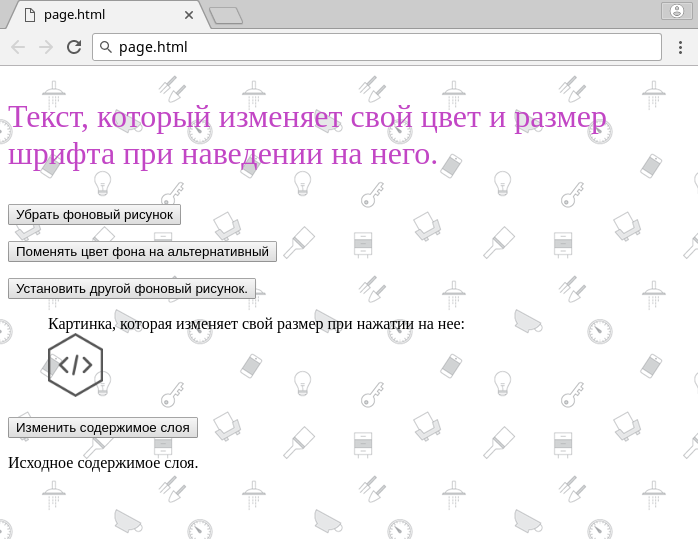 page.html
page.html
Текст, который изменяет свой цвет и размер
шрифта при наведении на него.
Убрать фоновый рисунок
Поменять цвет фона на альтернативный
Установить другой фоновый рисунок.
Картинка, которая изменяет свой размер при нажатии на нее:
</>
Изменить содержимое слоя
Исходное содержимое слоя.